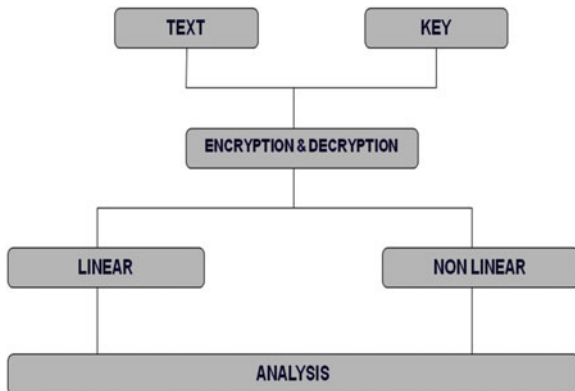 TEXT
KEY
ENCRYPTION & DECRYPTION
LINEAR
NON LINEAR
ANALYSIS